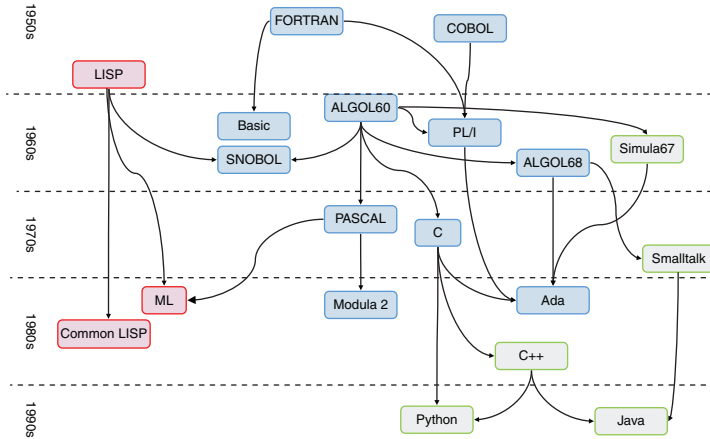 1950s
FORTRAN
COBOL
LISP
1960s
ALGOL60
Basic
PL/I
SNOBOL
ALGOL68
Simula67
1970s
PASCAL
C
Smalltalk
1980s
ML
Modula 2
Ada
Common LISP
C++
1990s
Python
Java